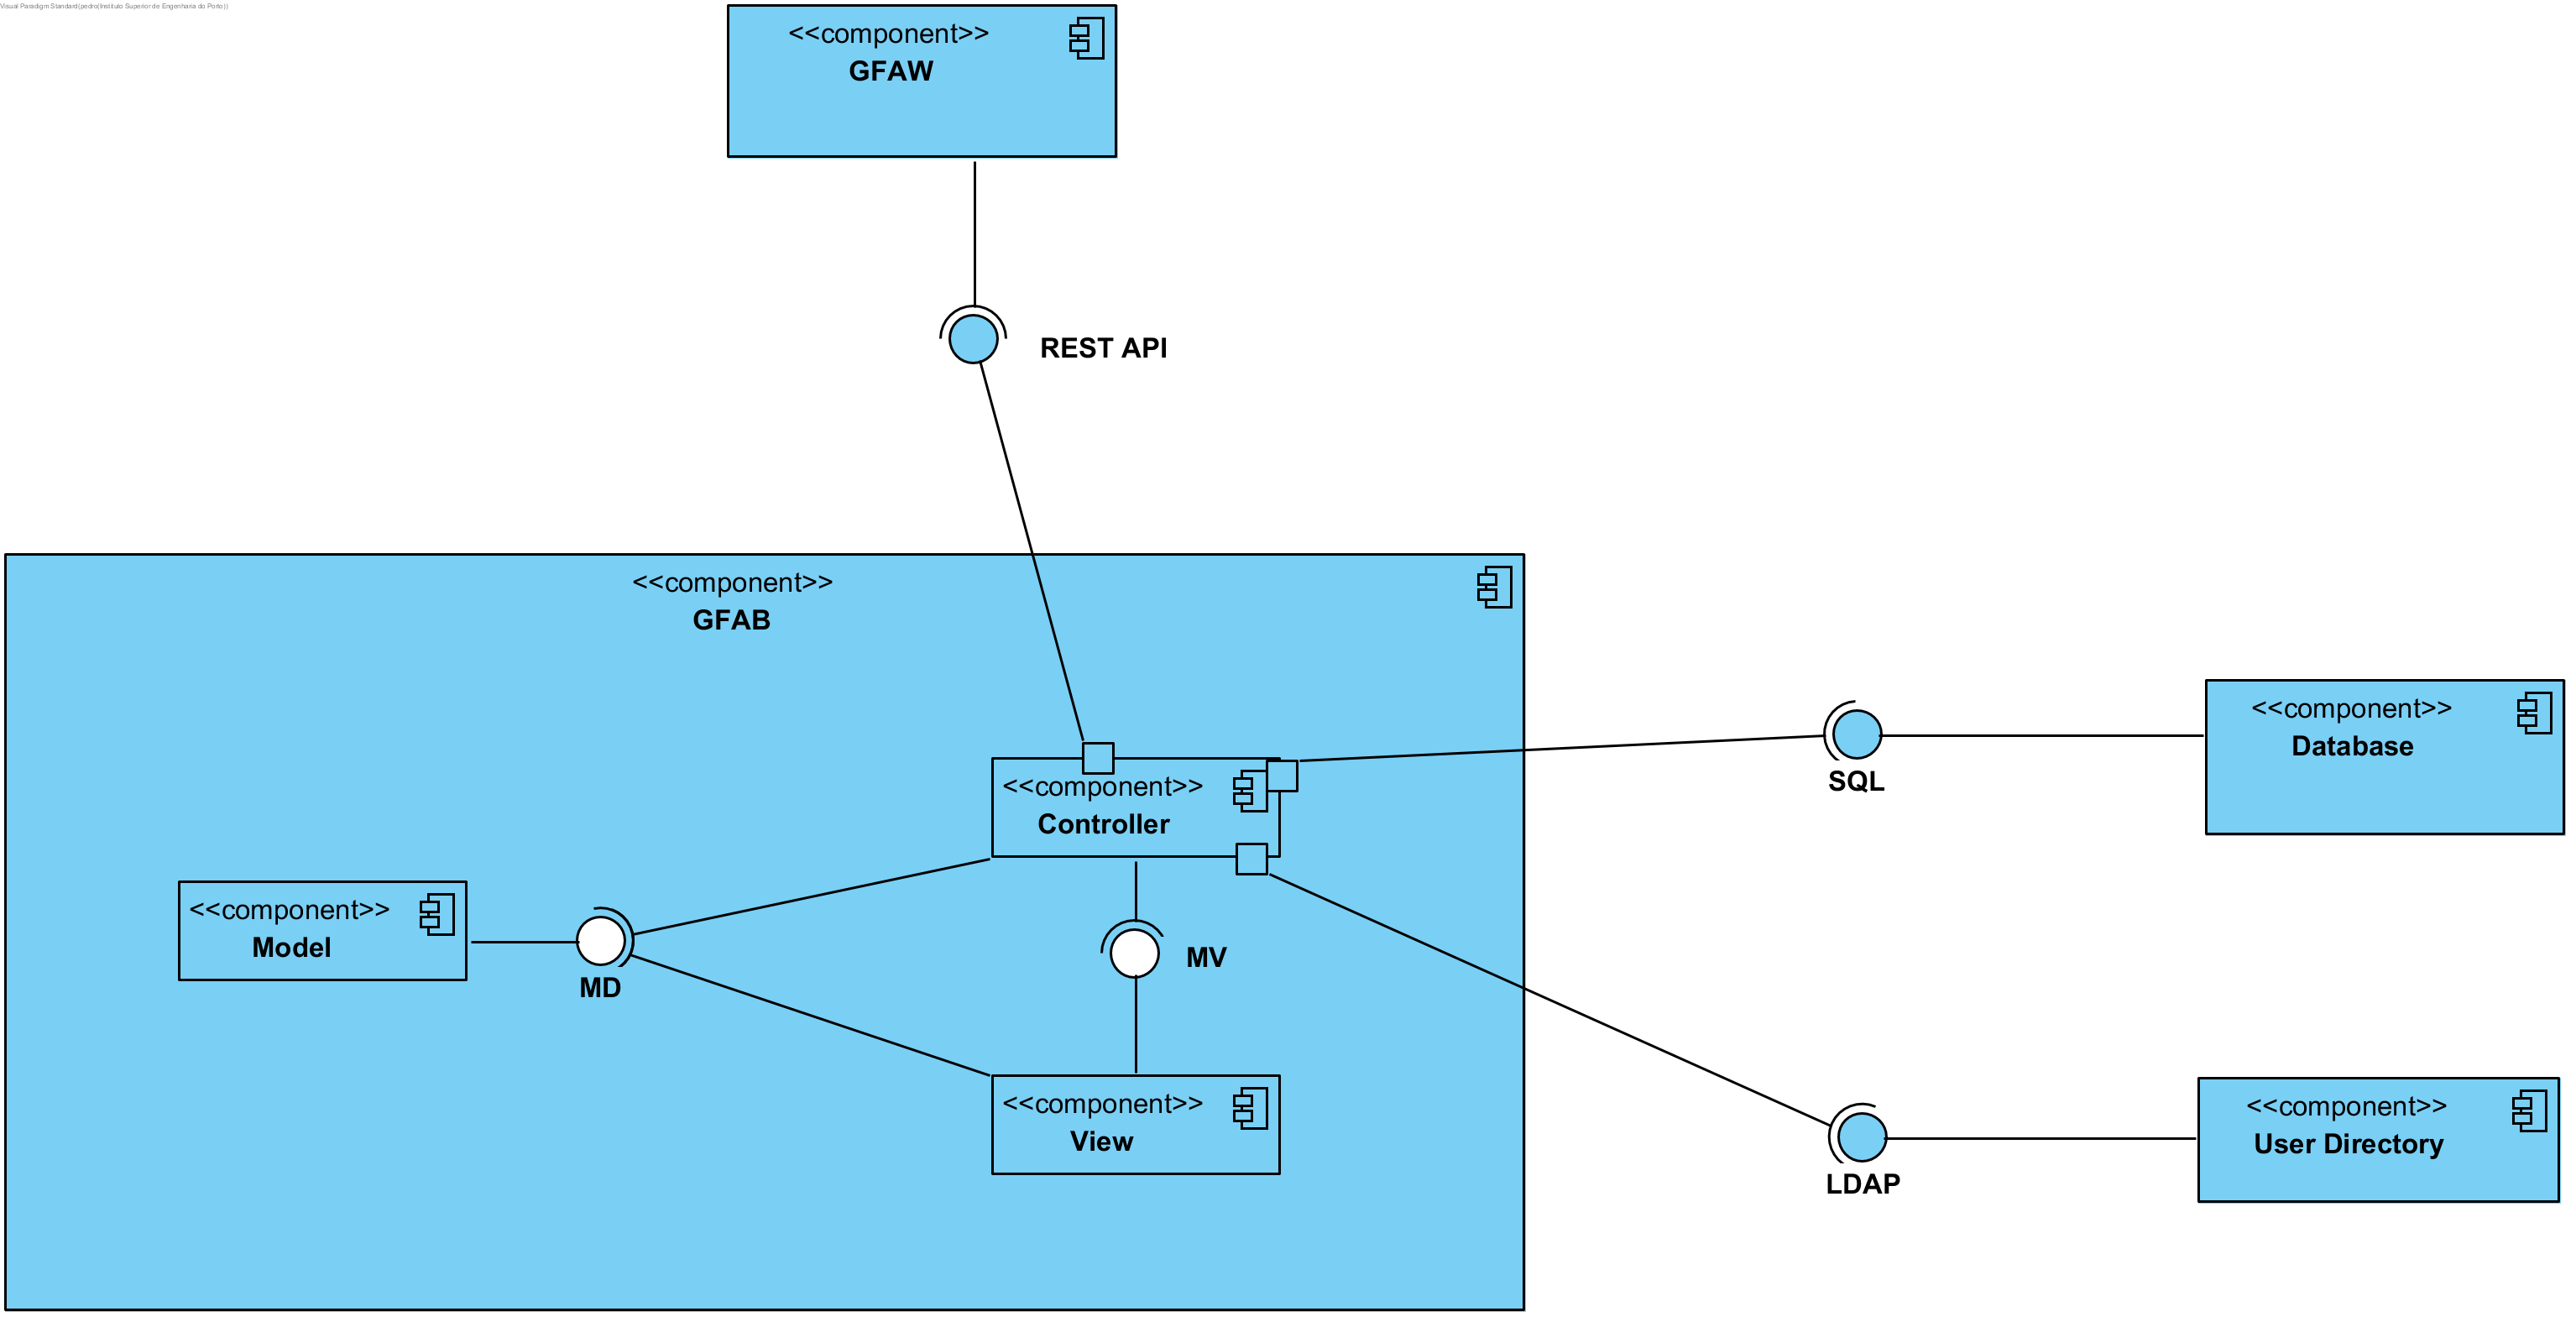 Visual Paradigm Standard(pedro(Instituto Superior de Engenharia do Porto))
<<component>>
GFAW
REST API
<<component>>
GFAB
<<component>>
Controller
<<component>>
Model
MD
MV
<<component>>
View
SQL
<<component>>
Database
LDAP
<<component>>
User Directory